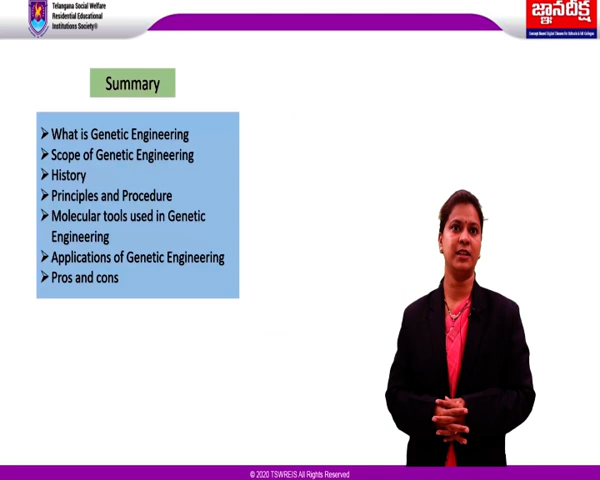 Telangana Social Welfare
Residential Educational
Institutions Society®
జ్ఞానదీక్ష
Summary
➢ What is Genetic Engineering
➢ Scope of Genetic Engineering
➢ History
➢ Principles and Procedure
➢ Molecular tools used in Genetic
Engineering
➢ Applications of Genetic Engineering
➢ Pros and cons
© 2020 TSWREIS All Rights Reserved